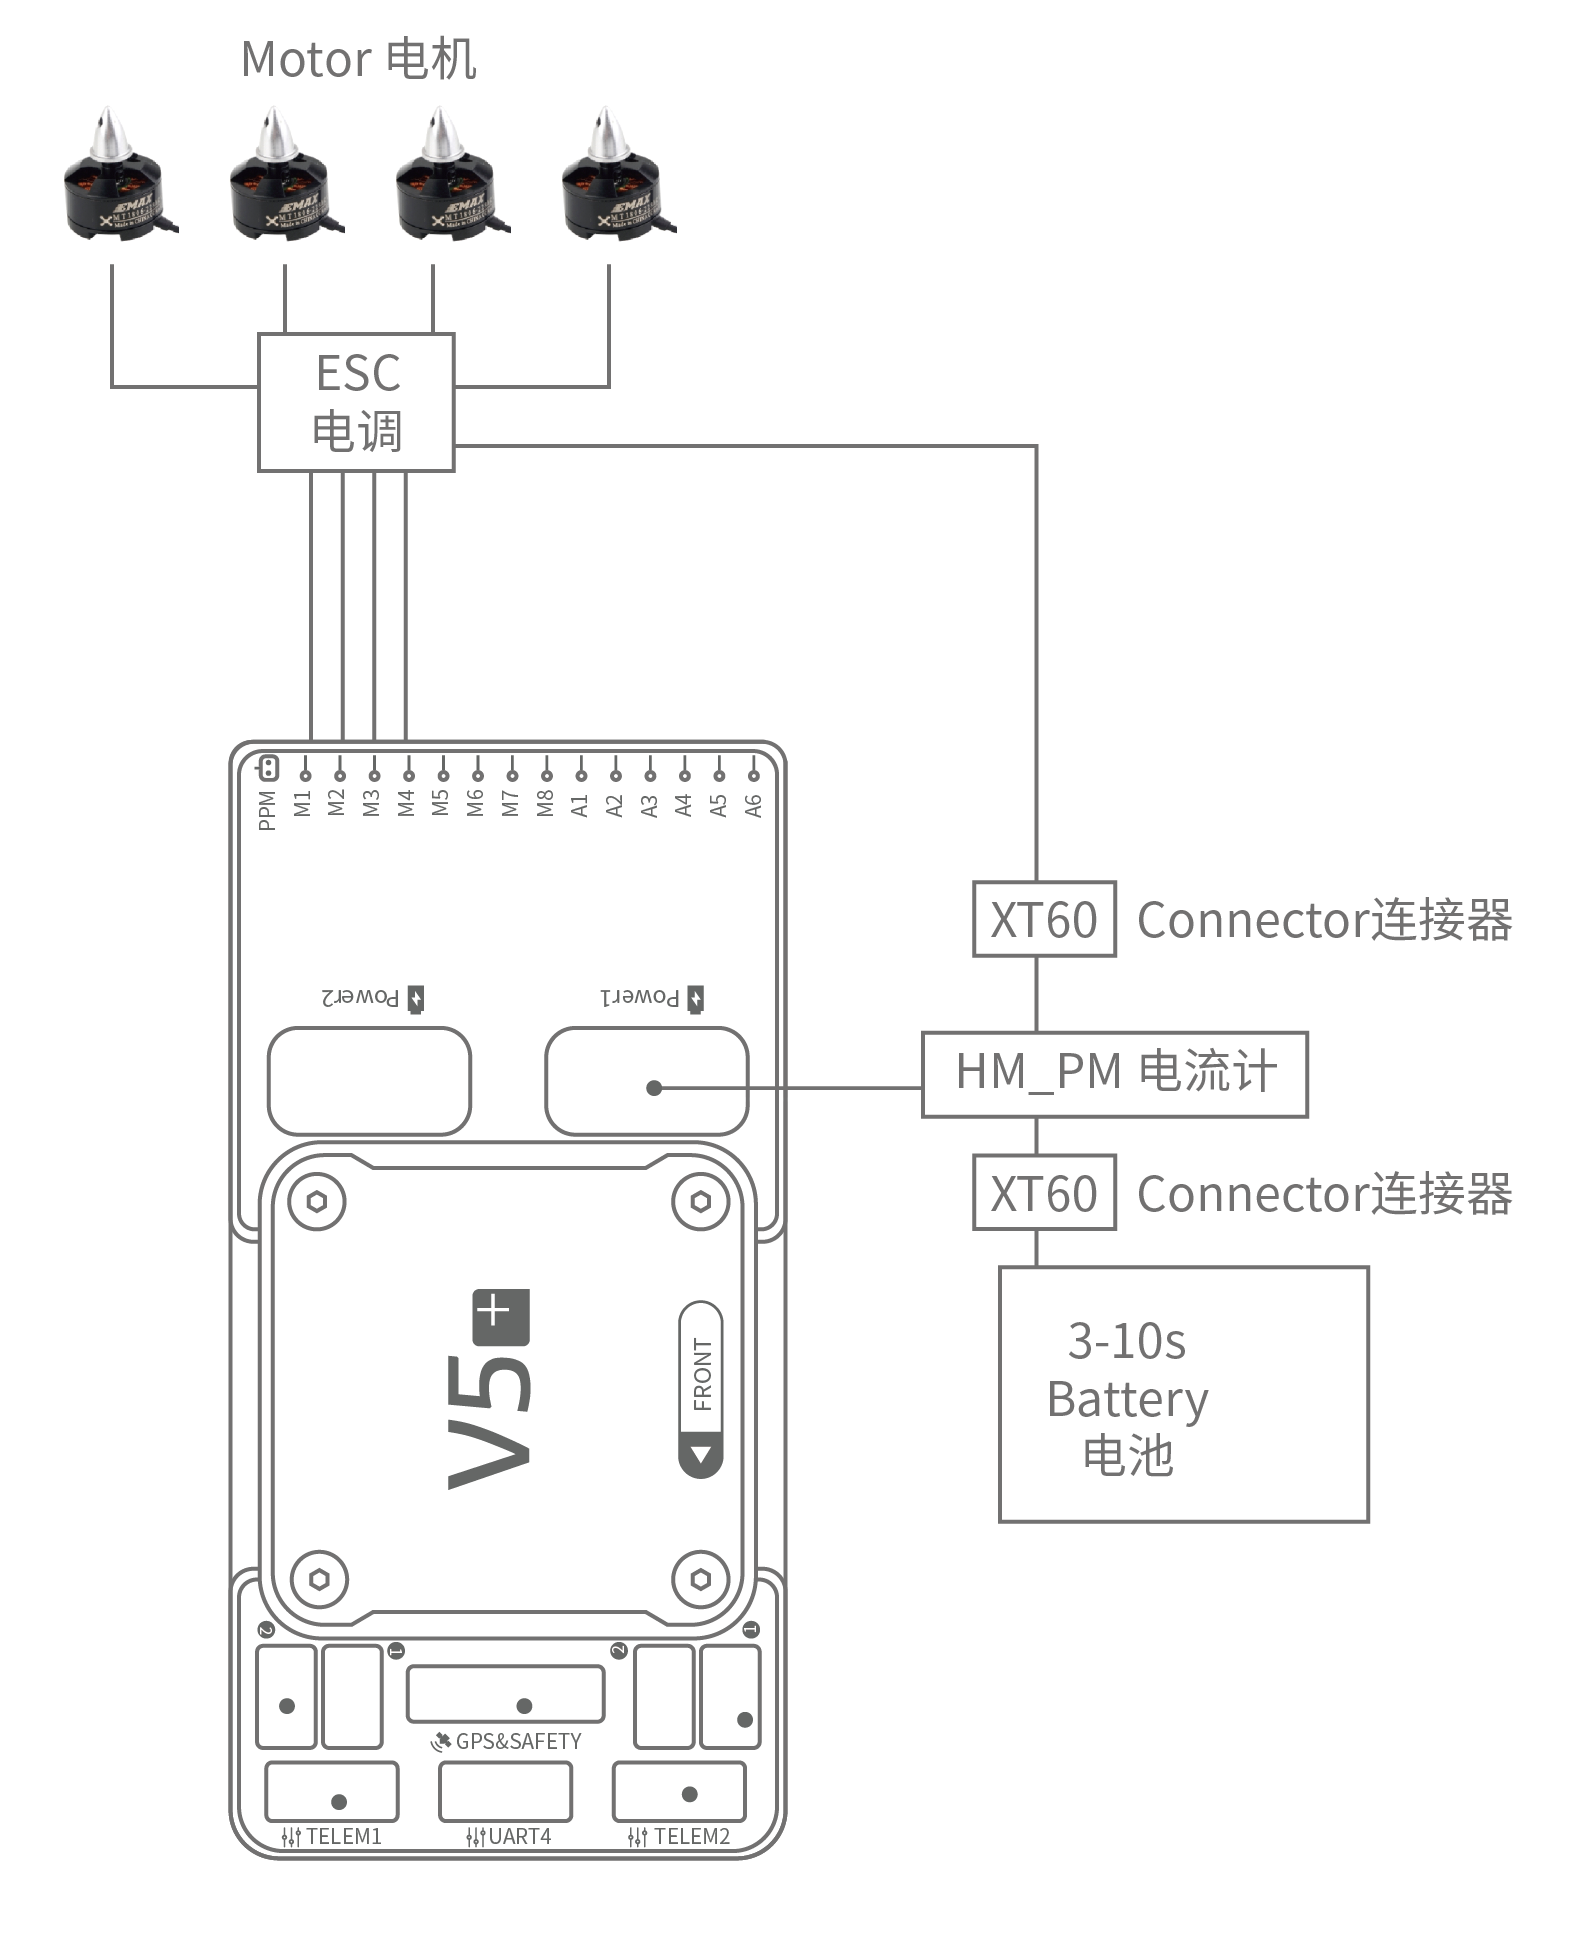 Motor 电机
EMAX
EMAX
EMAX
EMAX
ESC
电调
PPM
M1
M2
M3
M4
M5
M6
M7
M8
A1
A2
A3
A4
A5
A6
XT60
Connector连接器
Power2
Power1
HM_PM 电流计
XT60
Connector连接器
V5+
FRONT
3-10s
Battery
电池
2
1
2
1
GPS&SAFETY
TELEM1
UART4
TELEM2